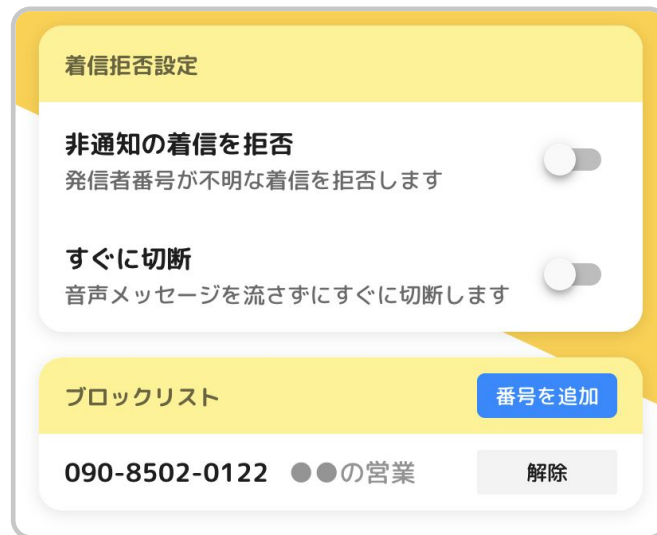 着信拒否設定
非通知の着信を拒否
発信者番号が不明な着信を拒否します
すぐに切断
音声メッセージを流さずにすぐに切断します
ブロックリスト
番号を追加
090-8502-0122 ●●の営業
解除